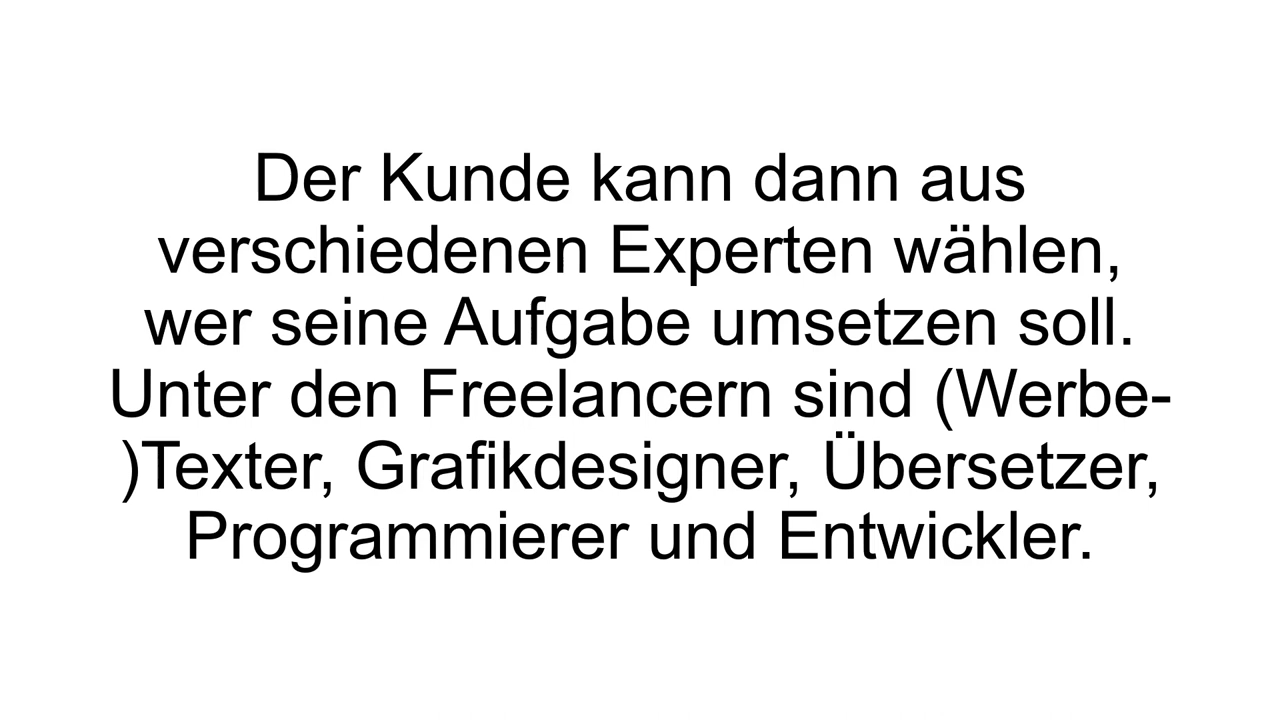 Der Kunde kann dann aus
verschiedenen Experten wählen,
wer seine Aufgabe umsetzen soll.
Unter den Freelancern sind (Werbe-
)Texter, Grafikdesigner, Übersetzer,
Programmierer und Entwickler.